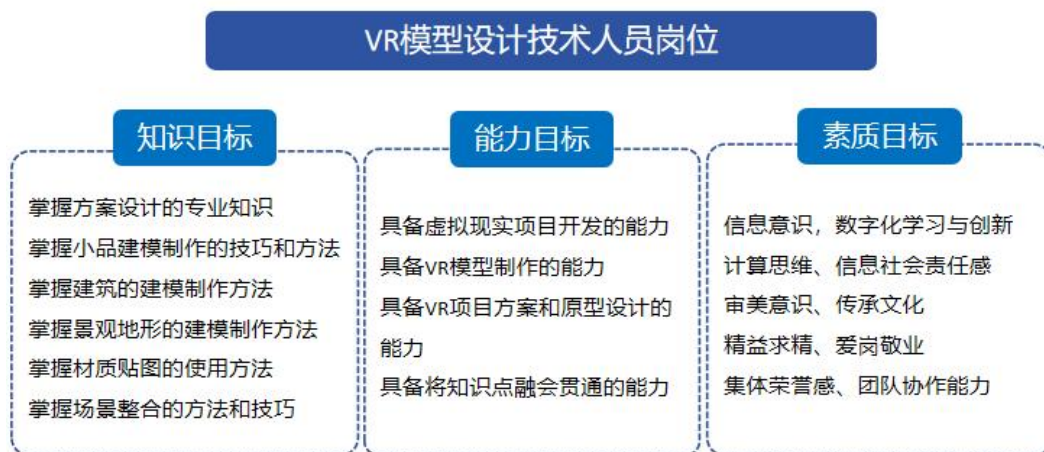 VR模型设计技术人员岗位
知识目标
掌握方案设计的专业知识
掌握小品建模制作的技巧和方法
掌握建筑的建模制作方法
掌握景观地形的建模制作方法
掌握材质贴图的使用方法
掌握场景整合的方法和技巧
能力目标
具备虚拟现实项目开发的能力
具备VR模型制作的能力
具备VR项目方案和原型设计的
能力
具备将知识点融会贯通的能力
素质目标
信息意识，数字化学习与创新
计算思维、信息社会责任感
审美意识、传承文化
精益求精、爱岗敬业
集体荣誉感、团队协作能力